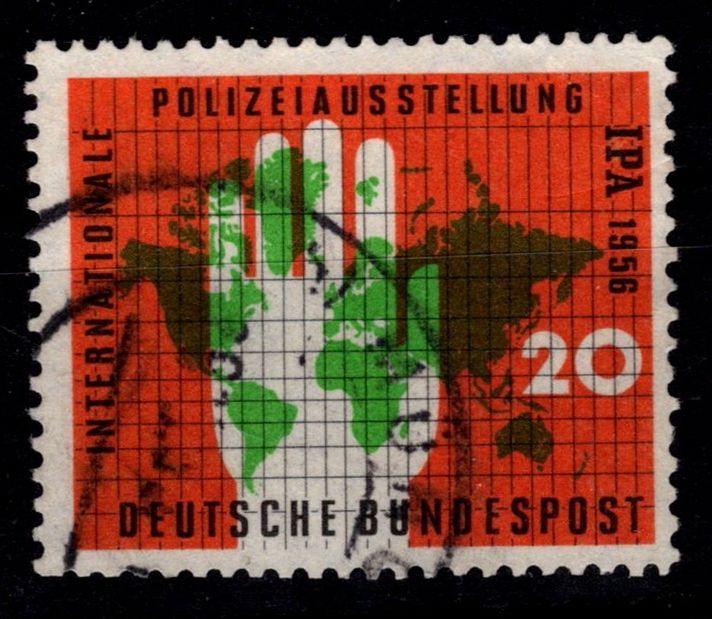 POLIZEIAUSSTELLUNG
INTERNATIONALE
IPA 1956
20
DEUTSCHE BUNDESPOST